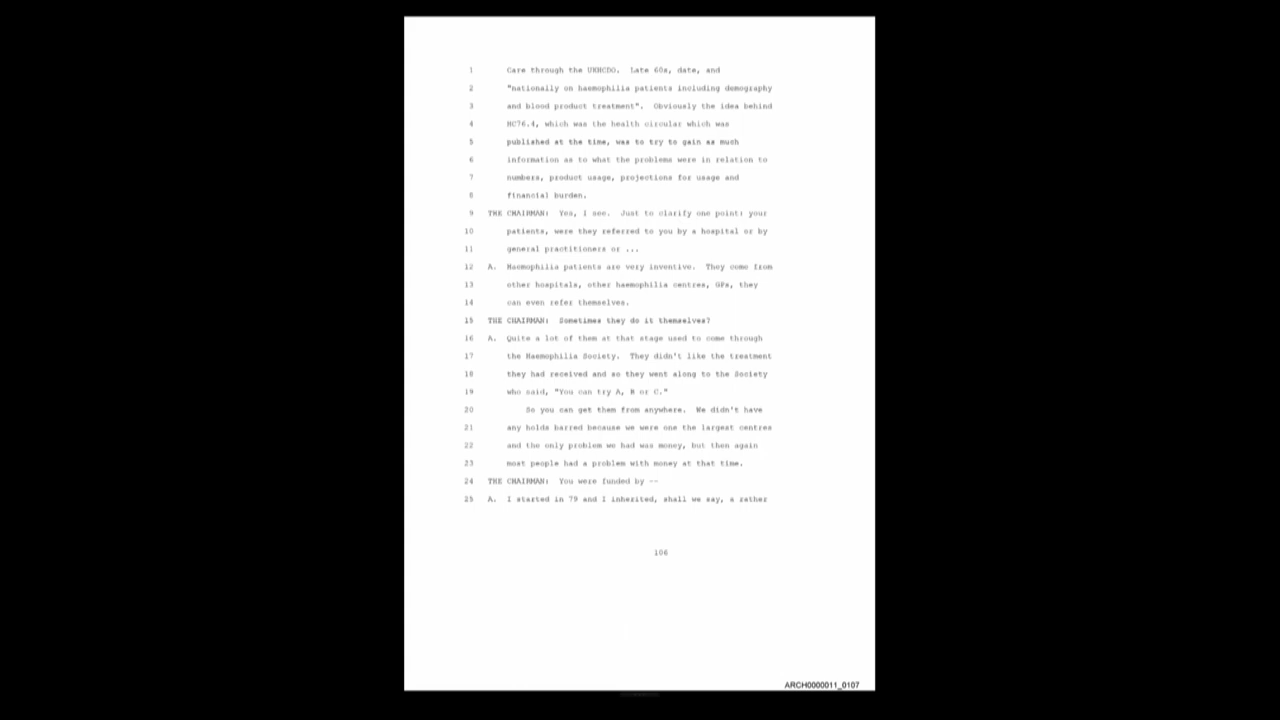 1 Care through the UKHCDO. Late 60s, date, and
2 "nationally on haemophilia patients including demography
3 and blood product treatment". Obviously the idea behind
4 HC76.4, which was the health circular which was
5 published at the time, was to try to gain as much
6 information as to what the problems were in relation to
7 numbers, product usage, projections for usage and
8 financial burden.
9 THE CHAIRMAN: Yes, I see. Just to clarify one point: your
10 patients, were they referred to you by a hospital or by
11 general practitioners or ...
12 A. Haemophilia patients are very inventive. They come from
13 other hospitals, other haemophilia centres, GPs, they
14 can even refer themselves.
15 THE CHAIRMAN: Sometimes they do it themselves?
16 A. Quite a lot of them at that stage used to come through
17 the Haemophilia Society. They didn't like the treatment
18 they had received and so they went along to the Society
19 who said, "You can try A, B or C."
20 So you can get them from anywhere. We didn't have
21 any holds barred because we were one the largest centres
22 and the only problem we had was money, but then again
23 most people had a problem with money at that time.
24 THE CHAIRMAN: You were funded by --
25 A. I started in 79 and I inherited, shall we say, a rather
106
ARCH0000011_0107